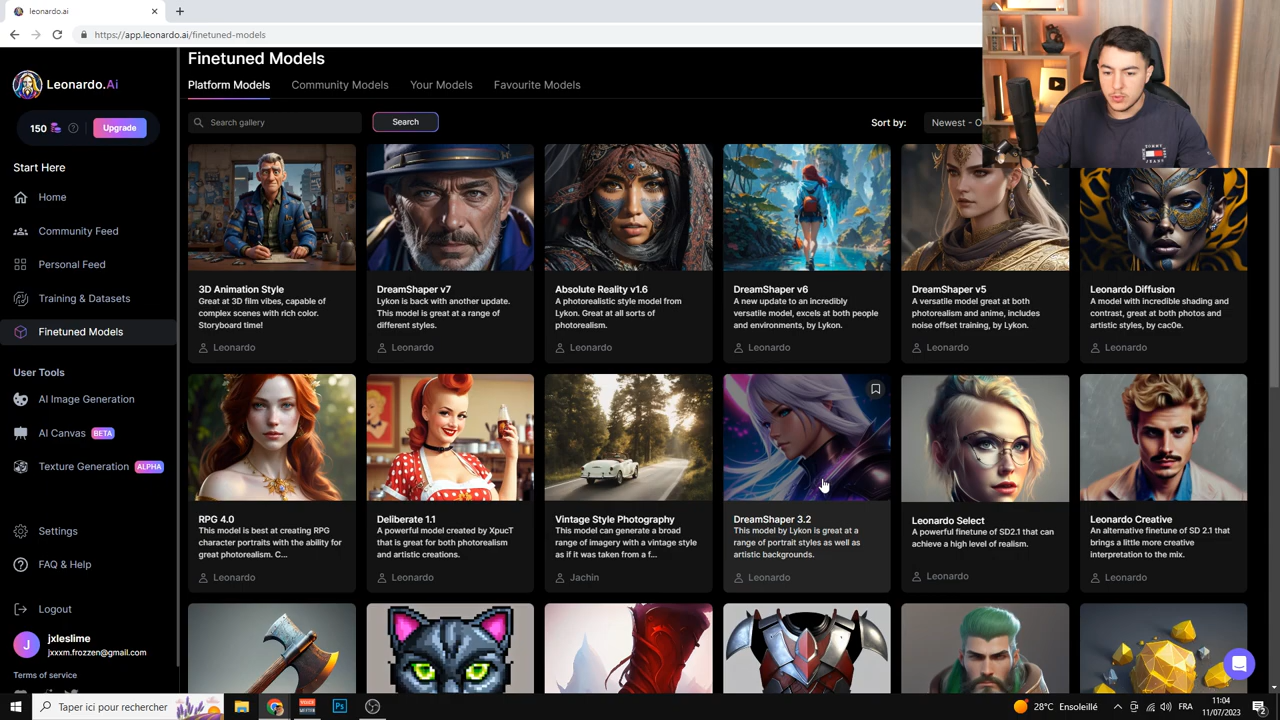 leonardo.ai
https://app.leonardo.ai/finetuned-models
Leonardo.Ai
150
Upgrade
Start Here
Home
Community Feed
Personal Feed
Training & Datasets
Finetuned Models
User Tools
AI Image Generation
AI Canvas BETA
Texture Generation ALPHA
Settings
FAQ & Help
Logout
J
jxleslime
jxxxm.frozzen@gmail.com
Terms of service
Finetuned Models
Platform Models Community Models Your Models Favourite Models
Search gallery
Search
Sort by:
Newest - O
3D Animation Style
Great at 3D film vibes, capable of
complex scenes with rich color.
Storyboard time!
Leonardo
DreamShaper v7
Lykon is back with another update.
This model is great at a range of
different styles.
Leonardo
Absolute Reality v1.6
A photorealistic style model from
Lykon. Great at all sorts of
photorealism.
Leonardo
DreamShaper v6
A new update to an incredibly
versatile model, excels at both people
and environments, by Lykon.
Leonardo
DreamShaper v5
A versatile model great at both
photorealism and anime, includes
noise offset training, by Lykon.
Leonardo
Leonardo Diffusion
A model with incredible shading and
contrast, great at both photos and
artistic styles, by cac0e.
Leonardo
RPG 4.0
This model is best at creating RPG
character portraits with the ability for
great photorealism. C...
Leonardo
Deliberate 1.1
A powerful model created by XpucT
that is great for both photorealism
and artistic creations.
Leonardo
Vintage Style Photography
This model can generate a broad
range of imagery with a vintage style
as if it was taken from a f...
Jachin
DreamShaper 3.2
This model by Lykon is great at a
range of portrait styles as well as
artistic backgrounds.
Leonardo
Leonardo Select
A powerful finetune of SD2.1 that can
achieve a high level of realism.
Leonardo
Leonardo Creative
An alternative finetune of SD 2.1 that
brings a little more creative
interpretation to the mix.
Leonardo
TOMMY
JEANS
Taper ici pour rechercher
Ps
28°C Ensoleillé
FRA
11:04
11/07/2023
2